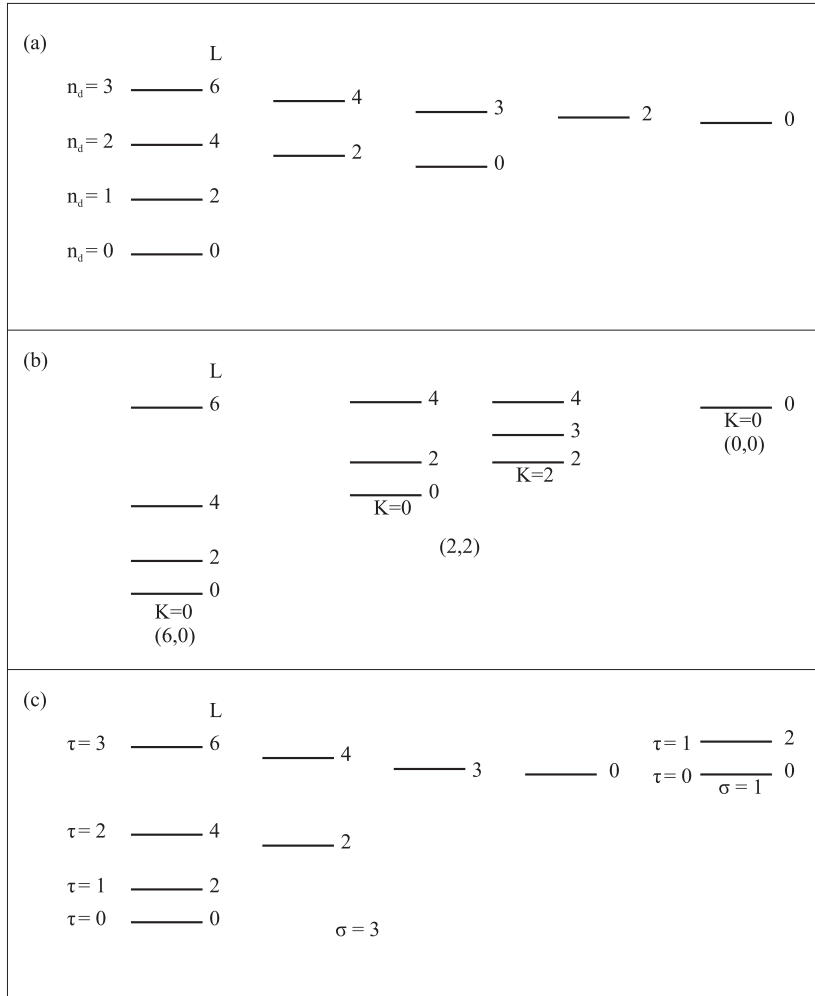 (a)
L
n_d = 3 6 4 3 2 0
n_d = 2 4 2 0
n_d = 1 2
n_d = 0 0
(b)
L
6 4 4 0
3 K=0
2 2 (0,0)
K=2
0
K=0
4
(2,2)
2
0
K=0
(6,0)
(c)
L
τ = 3 6 4 3 0
τ = 1 2
τ = 0 0
σ = 1
τ = 2 4 2
τ = 1 2
τ = 0 0
σ = 3